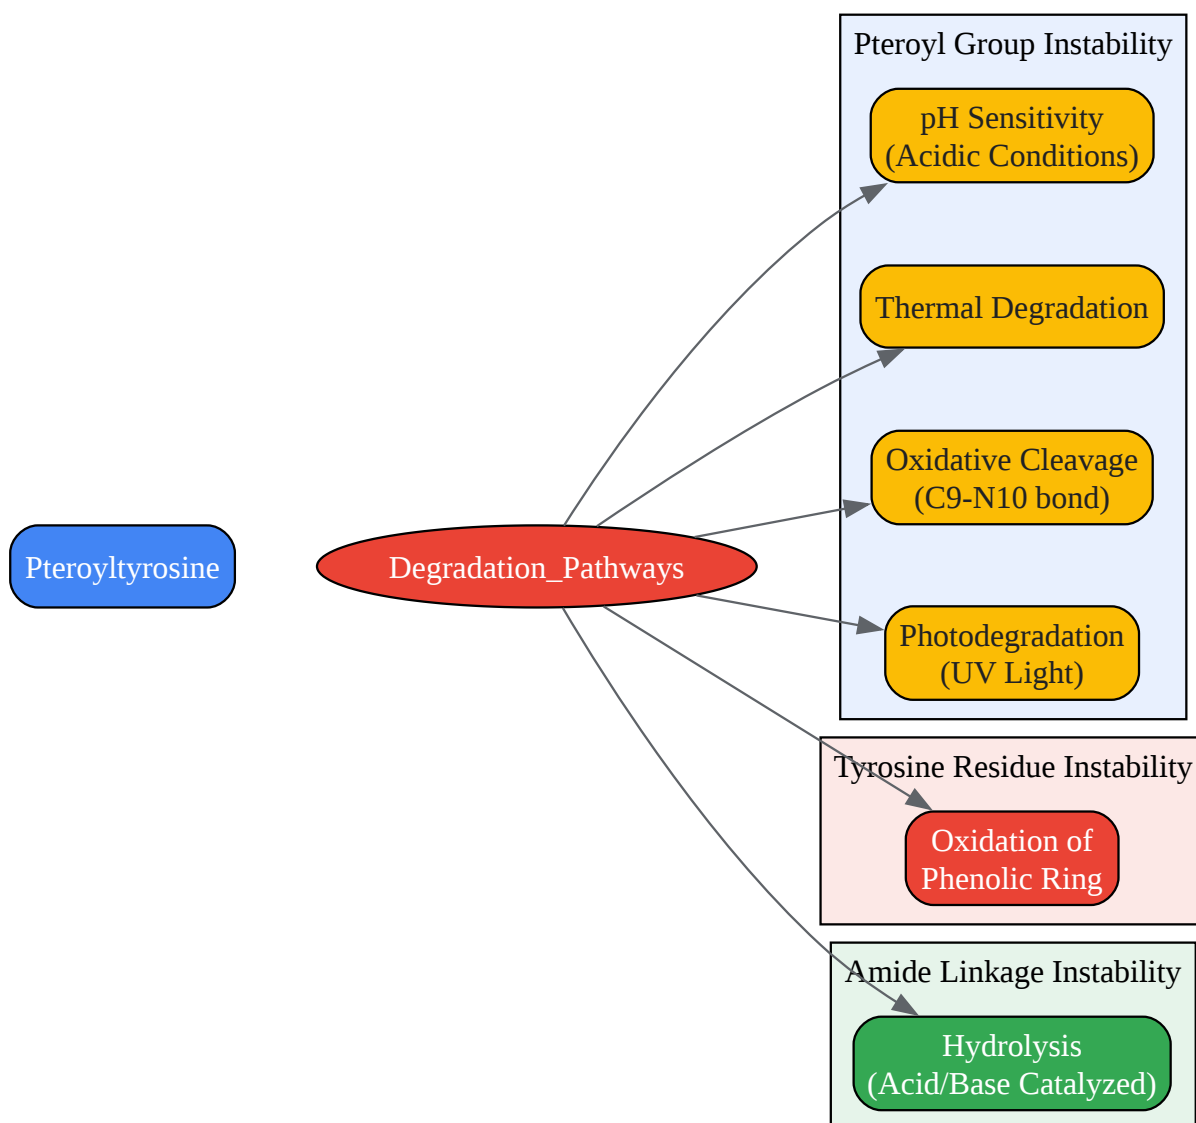 Pteroyltyrosine
Degradation_Pathways
Pteroyl Group Instability
pH Sensitivity
(Acidic Conditions)
Thermal Degradation
Oxidative Cleavage
(C9-N10 bond)
Photodegradation
(UV Light)
Tyrosine Residue Instability
Oxidation of
Phenolic Ring
Amide Linkage Instability
Hydrolysis
(Acid/Base Catalyzed)